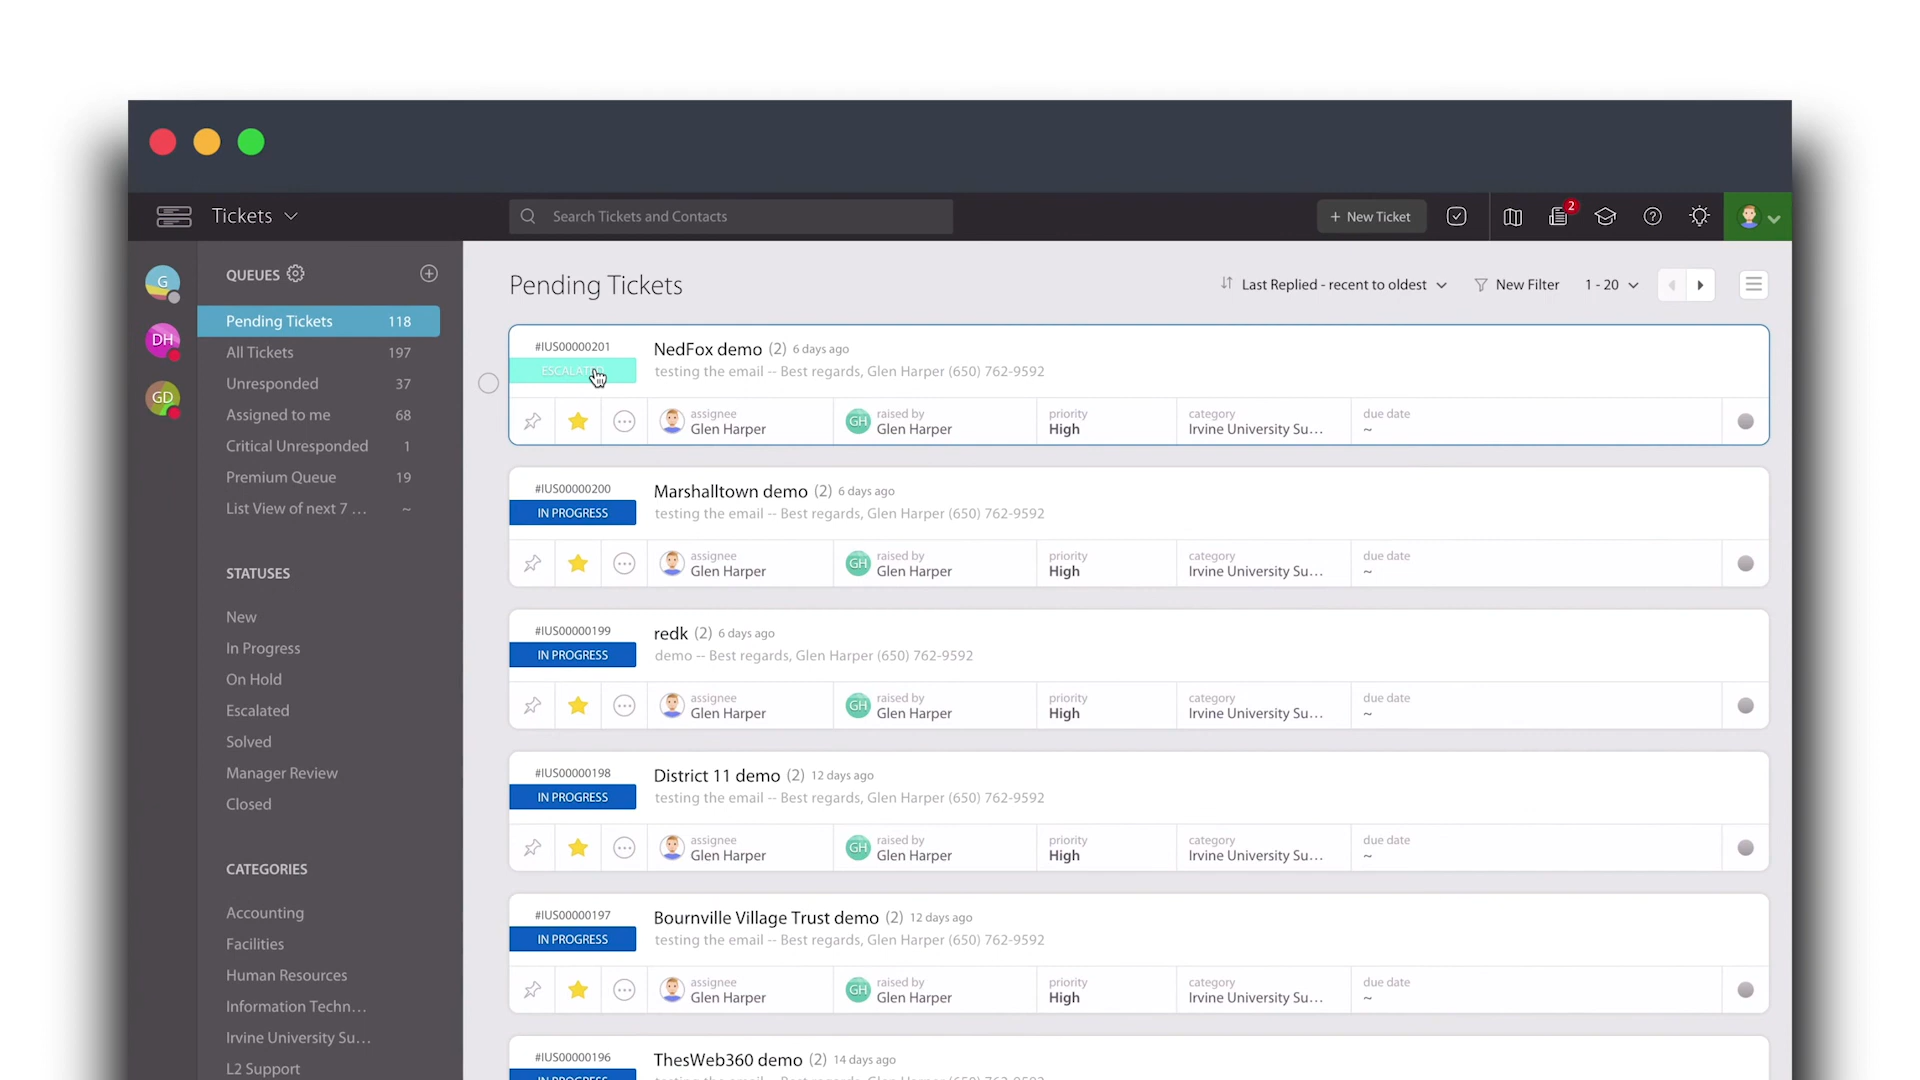 Tickets
Search Tickets and Contacts
+ New Ticket
2
G
DH
GD
QUEUES
Pending Tickets 118
All Tickets 197
Unresponded 37
Assigned to me 68
Critical Unresponded 1
Premium Queue 19
List View of next 7 ... ~
STATUSES
New
In Progress
On Hold
Escalated
Solved
Manager Review
Closed
CATEGORIES
Accounting
Facilities
Human Resources
Information Techn...
Irvine University Su...
L2 Support
Pending Tickets
Last Replied - recent to oldest
New Filter
1 - 20
#IUS00000201
NedFox demo (2) 6 days ago
testing the email -- Best regards, Glen Harper (650) 762-9592
assignee
Glen Harper
GH
raised by
Glen Harper
priority
High
category
Irvine University Su...
due date
~
#IUS00000200
IN PROGRESS
Marshalltown demo (2) 6 days ago
testing the email -- Best regards, Glen Harper (650) 762-9592
assignee
Glen Harper
GH
raised by
Glen Harper
priority
High
category
Irvine University Su...
due date
~
#IUS00000199
IN PROGRESS
redk (2) 6 days ago
demo -- Best regards, Glen Harper (650) 762-9592
assignee
Glen Harper
GH
raised by
Glen Harper
priority
High
category
Irvine University Su...
due date
~
#IUS00000198
IN PROGRESS
District 11 demo (2) 12 days ago
testing the email -- Best regards, Glen Harper (650) 762-9592
assignee
Glen Harper
GH
raised by
Glen Harper
priority
High
category
Irvine University Su...
due date
~
#IUS00000197
IN PROGRESS
Bournville Village Trust demo (2) 12 days ago
testing the email -- Best regards, Glen Harper (650) 762-9592
assignee
Glen Harper
GH
raised by
Glen Harper
priority
High
category
Irvine University Su...
due date
~
#IUS00000196
IN PROGRESS
ThesWeb360 demo (2) 14 days ago